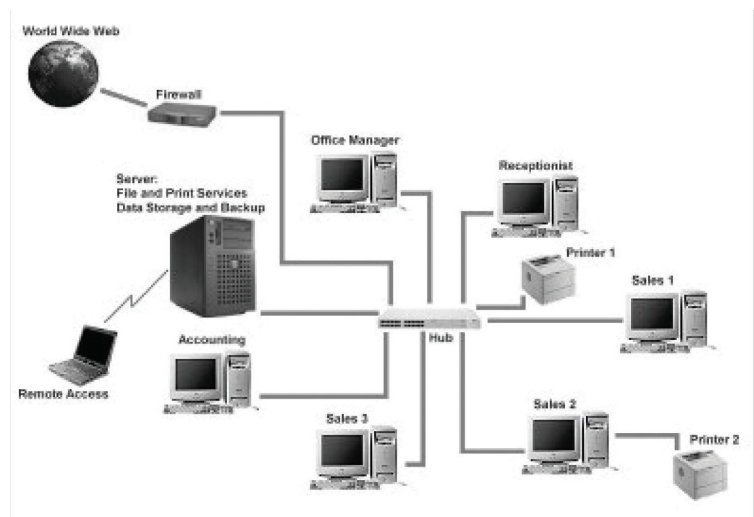 World Wide Web
Firewall
Office Manager
Receptionist
Server:
File and Print Services
Data Storage and Backup
Printer 1
Sales 1
Hub
Accounting
Remote Access
Sales 3
Sales 2
Printer 2